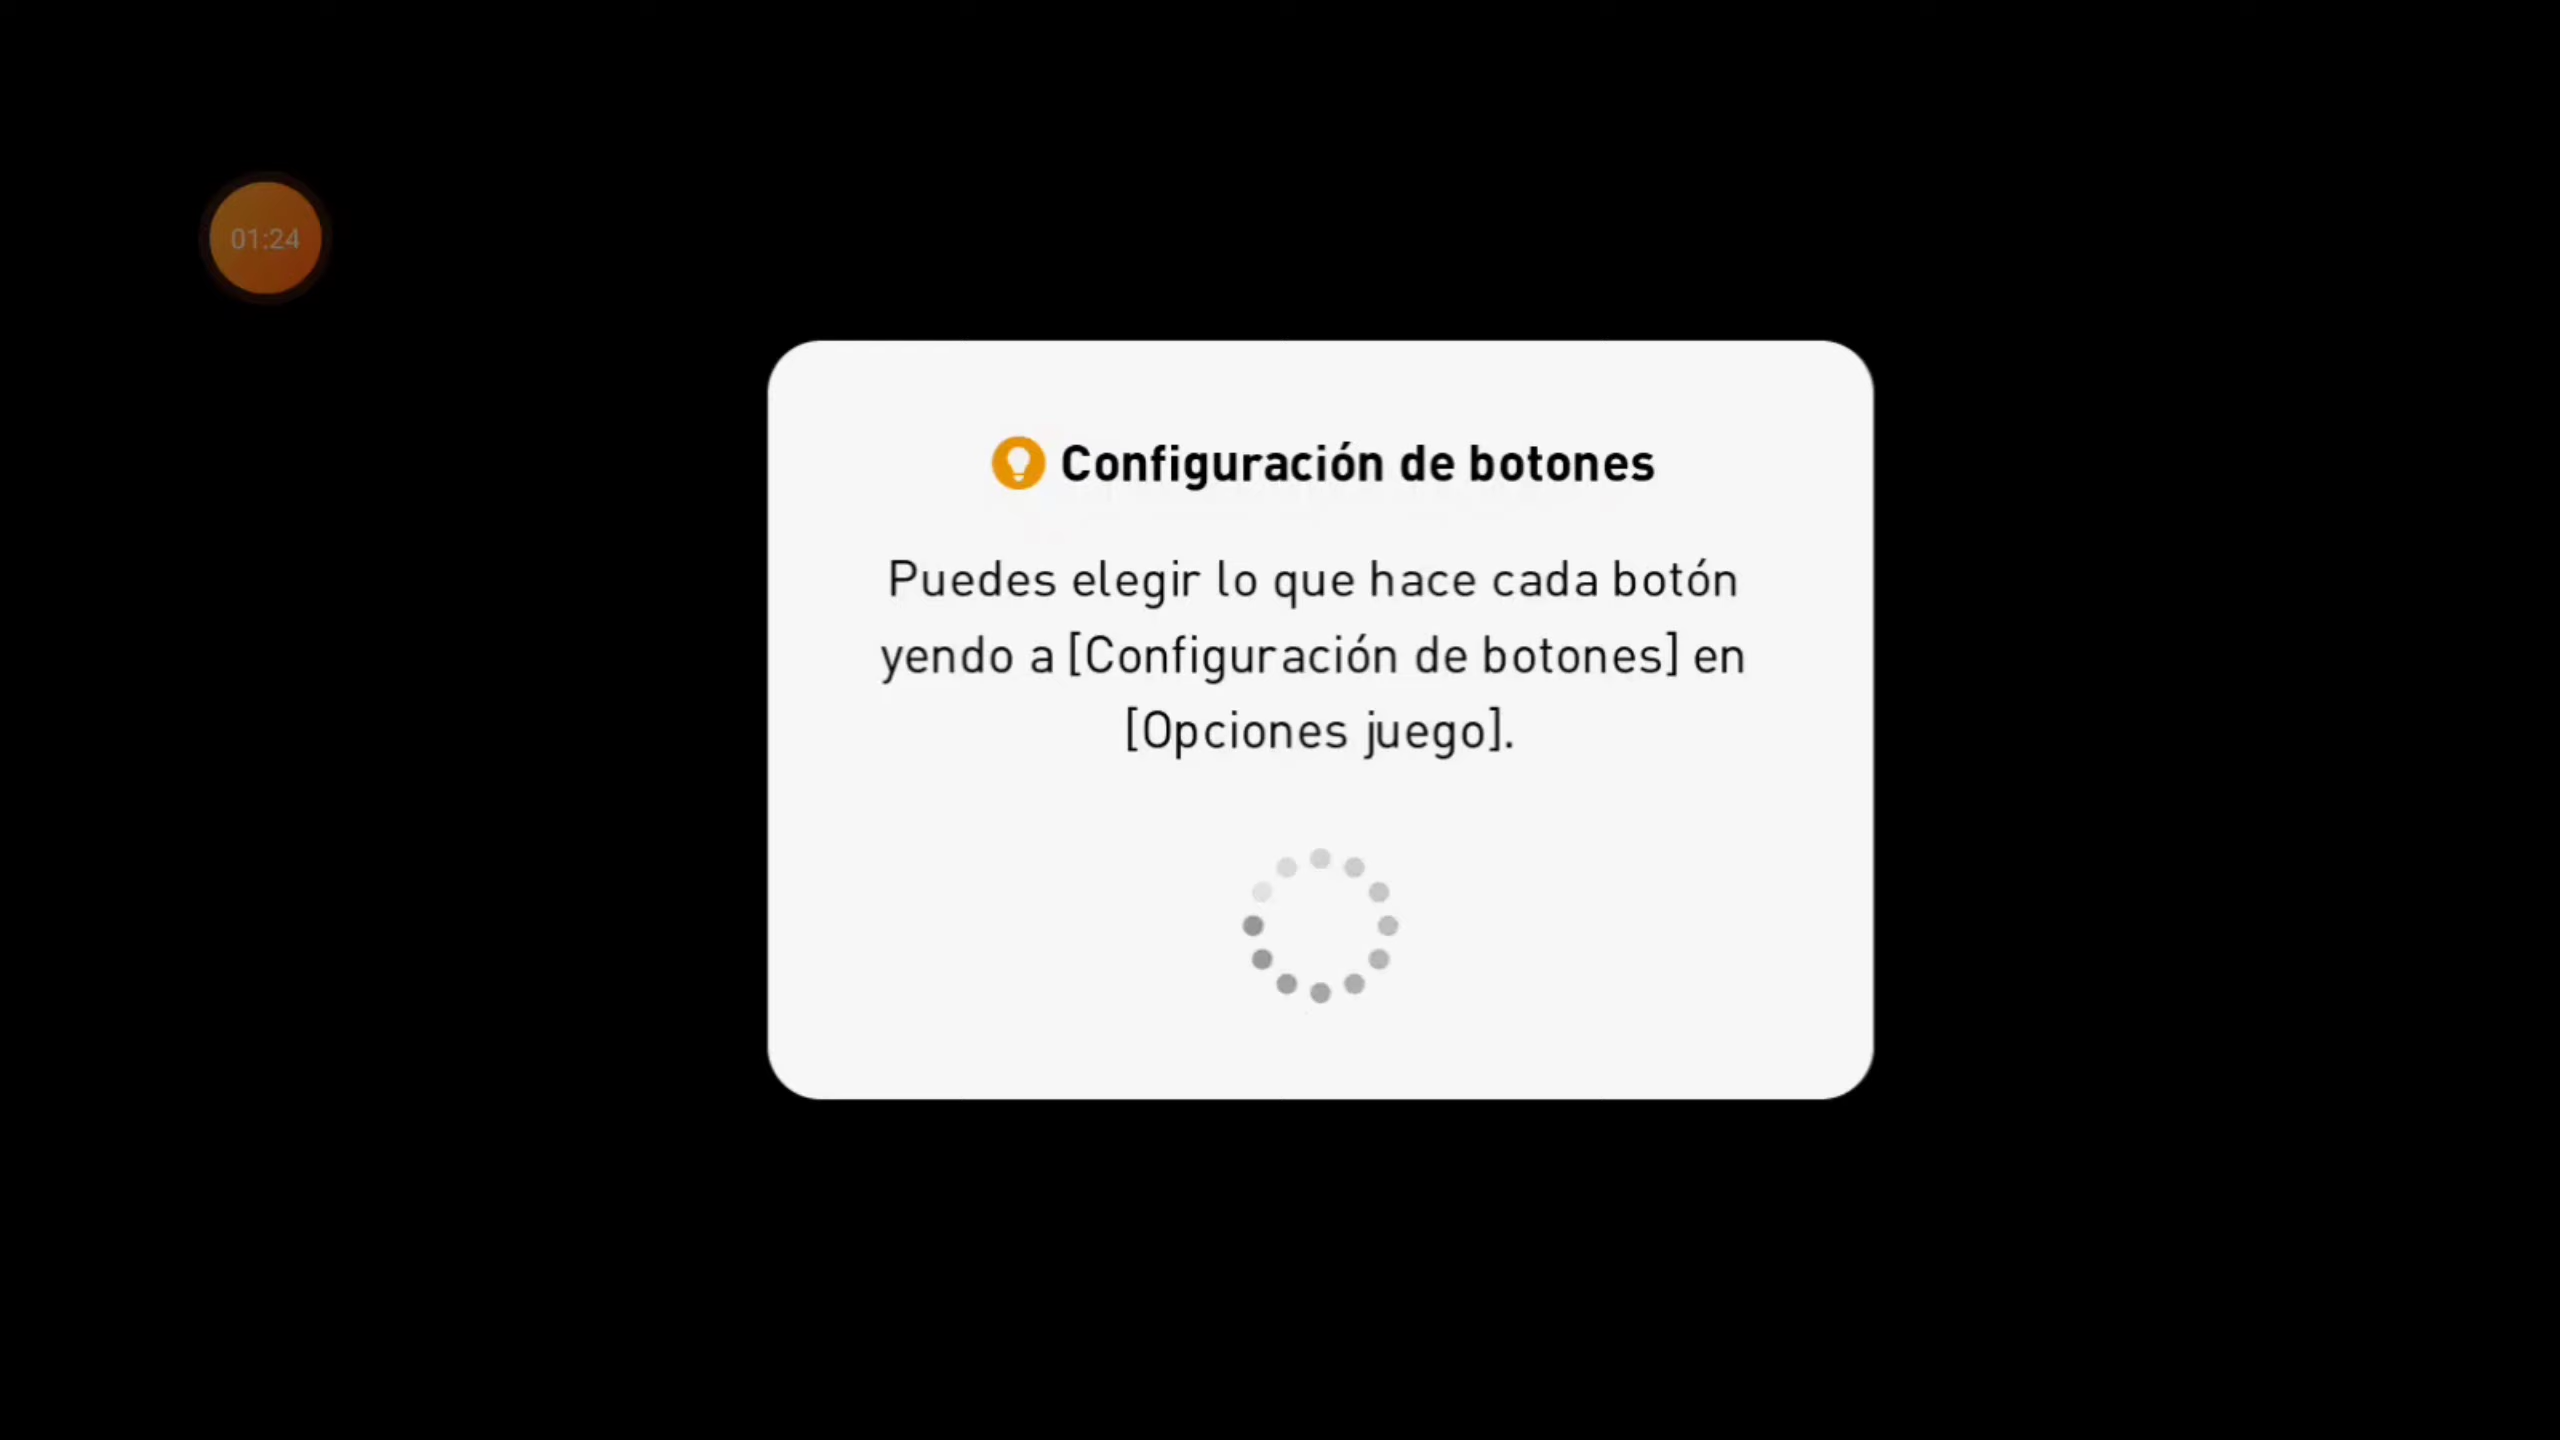 01:24
Configuración de botones
Puedes elegir lo que hace cada botón
yendo a [Configuración de botones] en
[Opciones juego].